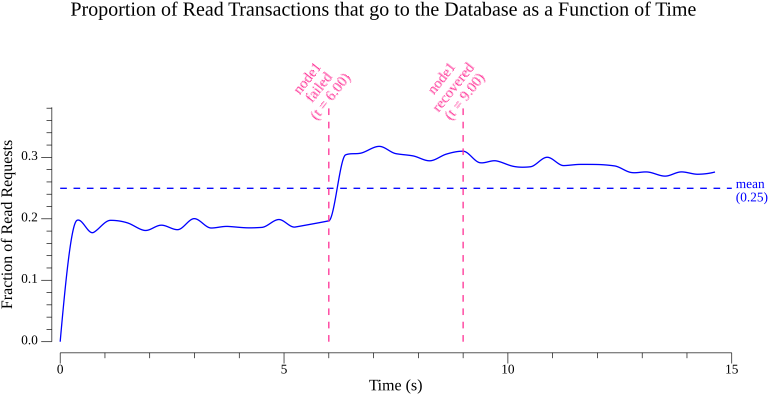 Proportion of Read Transactions that go to the Database as a Function of Time
node1
failed
(t = 6.00)
node1
recovered
(t = 9.00)
Fraction of Read Requests
0.3
0.2
0.1
0.0
mean
(0.25)
0
5
10
15
Time (s)